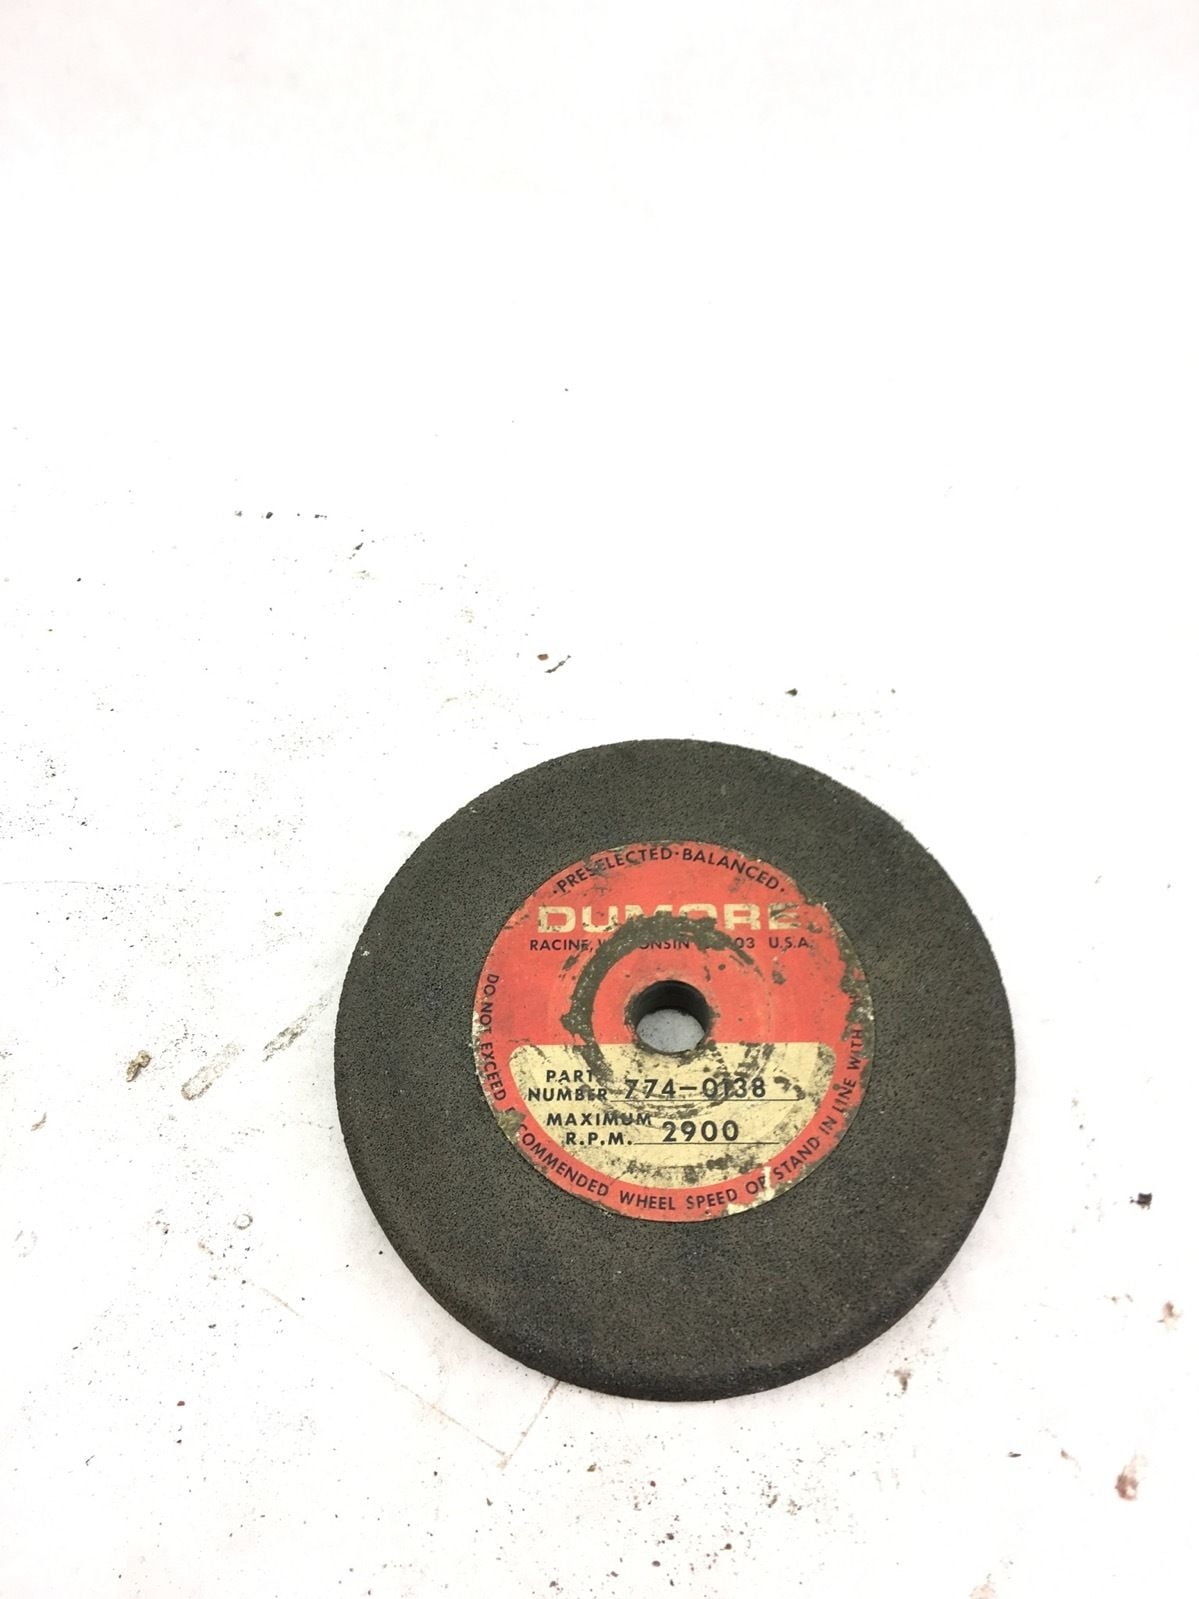 ·PRESELECTED·BALANCED·
DUMORE
RACINE, U.S.A.
PART
NUMBER 774-0138
MAXIMUM
R.P.M. 2900
DO NOT EXCEED
WHEEL SPEED OF STAND IN LINE WITH